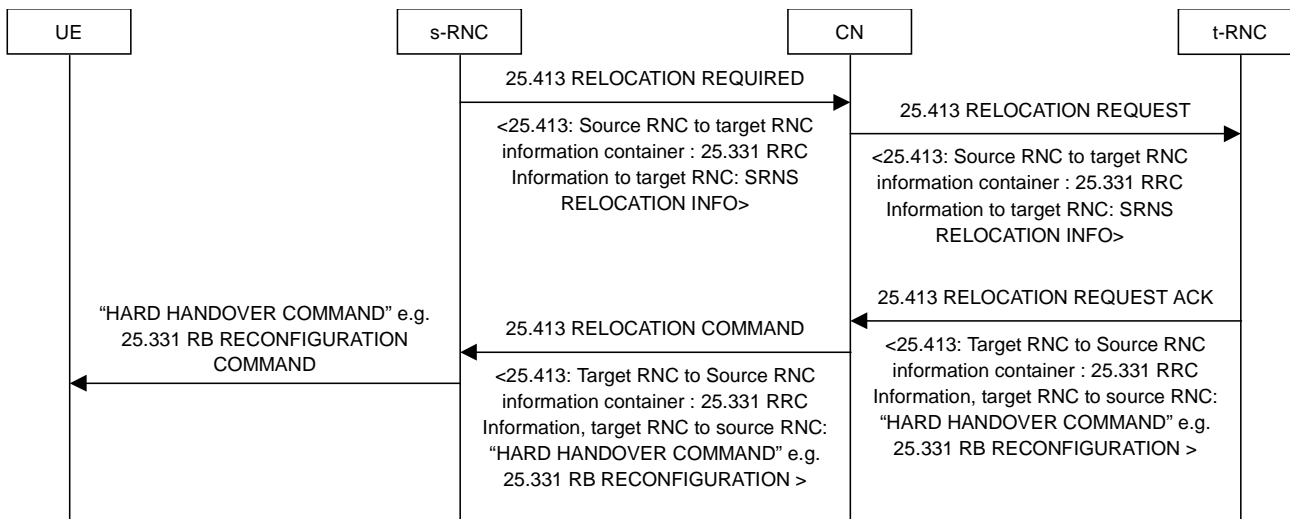 UE
s-RNC
CN
t-RNC
25.413 RELOCATION REQUIRED
<25.413: Source RNC to target RNC
information container : 25.331 RRC
Information to target RNC: SRNS
RELOCATION INFO>
25.413 RELOCATION REQUEST
<25.413: Source RNC to target RNC
information container : 25.331 RRC
Information to target RNC: SRNS
RELOCATION INFO>
25.413 RELOCATION REQUEST ACK
<25.413: Target RNC to Source RNC
information container : 25.331 RRC
Information, target RNC to source RNC:
“HARD HANDOVER COMMAND” e.g.
25.331 RB RECONFIGURATION >
25.413 RELOCATION COMMAND
<25.413: Target RNC to Source RNC
information container : 25.331 RRC
Information, target RNC to source RNC:
“HARD HANDOVER COMMAND” e.g.
25.331 RB RECONFIGURATION >
“HARD HANDOVER COMMAND” e.g.
25.331 RB RECONFIGURATION
COMMAND